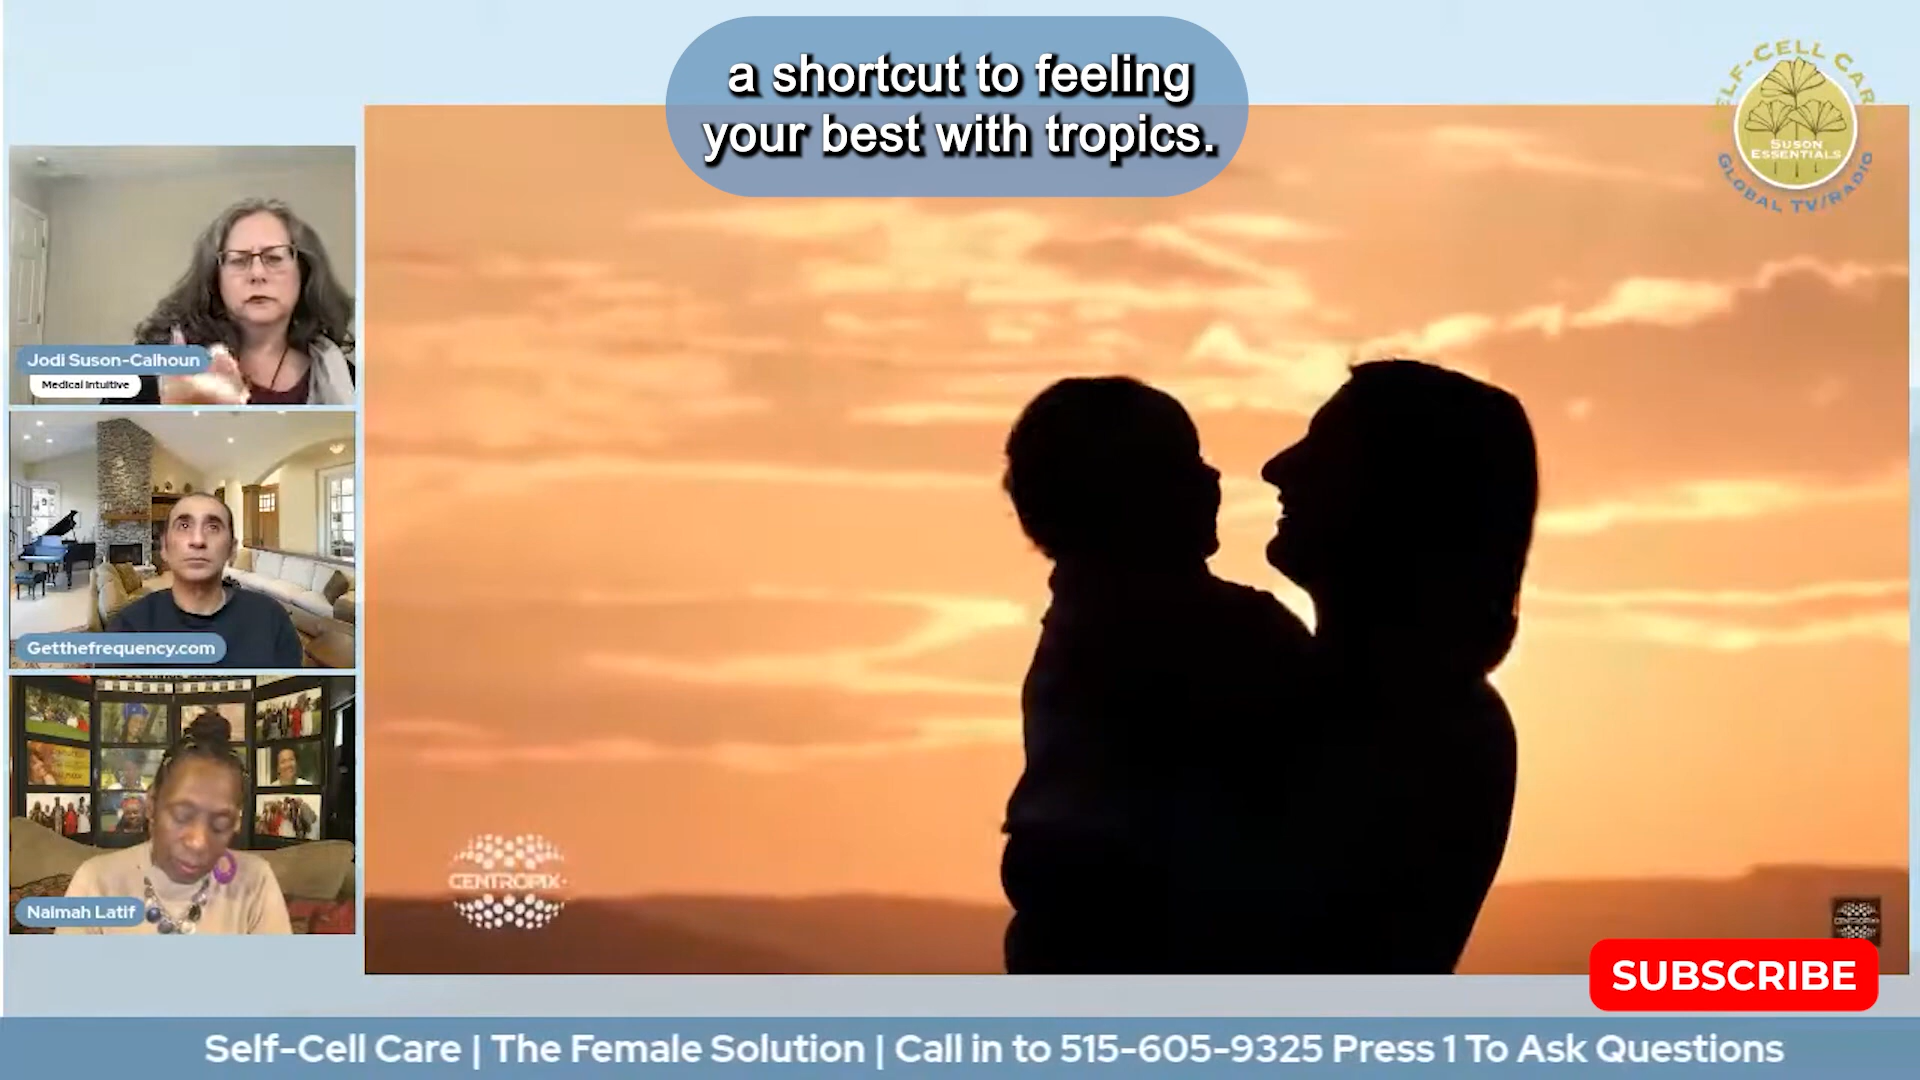 a shortcut to feeling
your best with tropics.
SELF-CELL CARE
SUSON
ESSENTIALS
GLOBAL TV/RADIO
Jodi Suson-Calhoun
Medical Intuitive
Getthefrequency.com
Naimah Latif
CENTROPIX
CENTROPIX
SUBSCRIBE
Self-Cell Care | The Female Solution | Call in to 515-605-9325 Press 1 To Ask Questions